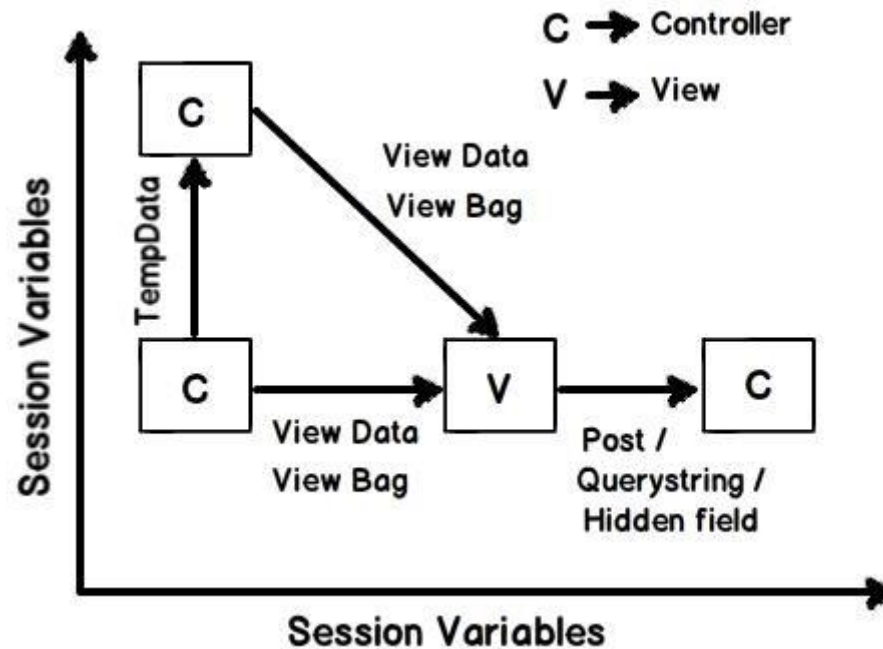 C → Controller
V → View
C
View Data
View Bag
TempData
Session Variables
C
V
C
View Data
View Bag
Post /
Querystring /
Hidden field
Session Variables